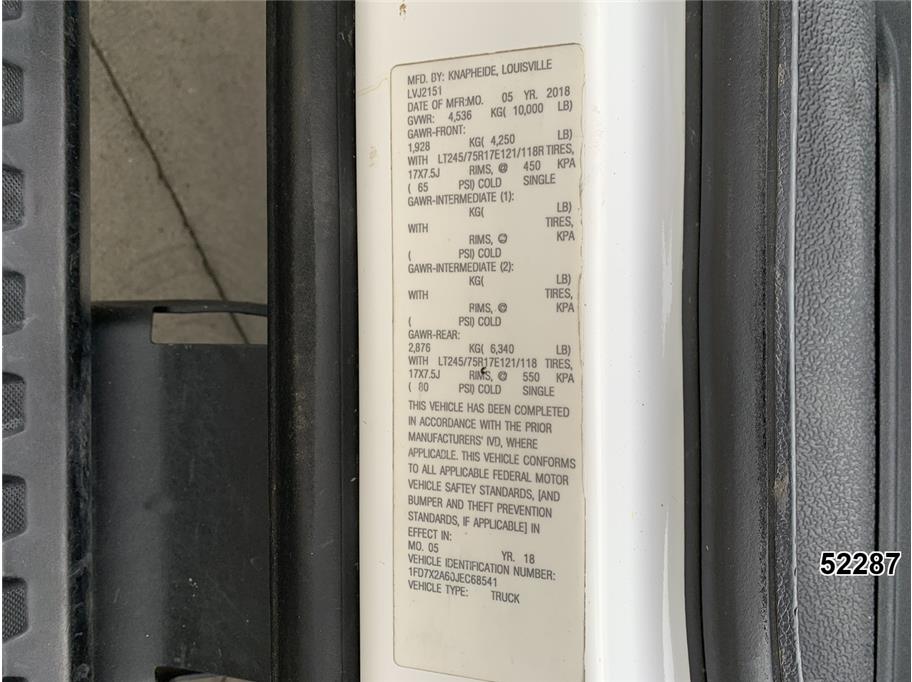 MFD. BY: KNAPHEIDE, LOUISVILLE
LVJ2151
DATE OF MFR:MO. 05 YR. 2018
GVWR: 4,536 KG( 10,000 LB)
GAWR-FRONT:
1,928 KG( 4,250 LB)
WITH LT245/75R17E121/118R TIRES,
17X7.5J RIMS, @ 450 KPA
( 65 PSI) COLD SINGLE
GAWR-INTERMEDIATE (1):
KG( LB)
WITH TIRES,
RIMS, @ KPA
( PSI) COLD
GAWR-INTERMEDIATE (2):
KG( LB)
WITH TIRES,
RIMS, @ KPA
( PSI) COLD
GAWR-REAR:
2,876 KG( 6,340 LB)
WITH LT245/75R17E121/118 TIRES,
17X7.5J RIMS, @ 550 KPA
( 80 PSI) COLD SINGLE
THIS VEHICLE HAS BEEN COMPLETED
IN ACCORDANCE WITH THE PRIOR
MANUFACTURERS' IVD, WHERE
APPLICABLE. THIS VEHICLE CONFORMS
TO ALL APPLICABLE FEDERAL MOTOR
VEHICLE SAFTEY STANDARDS, [AND
BUMPER AND THEFT PREVENTION
STANDARDS, IF APPLICABLE] IN
EFFECT IN:
MO. 05 YR. 18
VEHICLE IDENTIFICATION NUMBER:
1FD7X2A60JEC68541
VEHICLE TYPE: TRUCK
52287